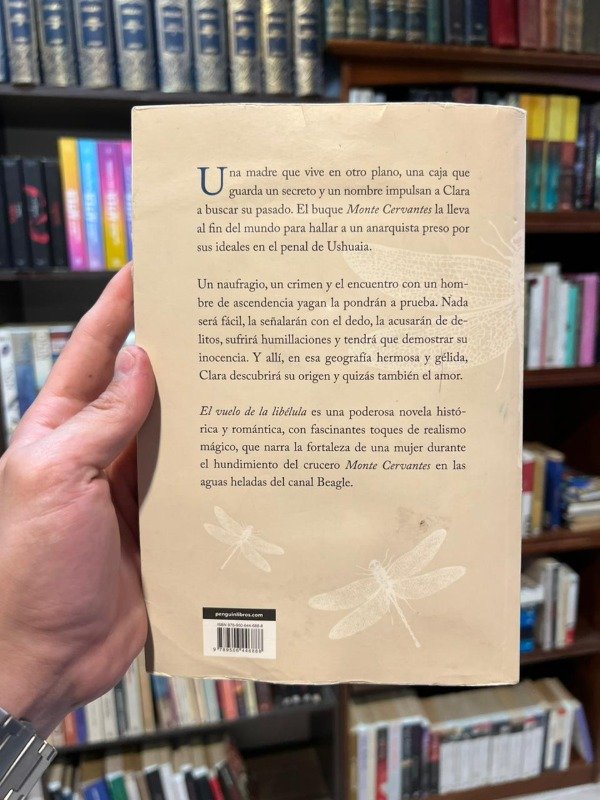 Una madre que vive en otro plano, una caja que
guarda un secreto y un nombre impulsan a Clara
a buscar su pasado. El buque Monte Cervantes la lleva
al fin del mundo para hallar a un anarquista preso por
sus ideales en el penal de Ushuaia.
Un naufragio, un crimen y el encuentro con un hom-
bre de ascendencia yagan la pondrán a prueba. Nada
será fácil, la señalarán con el dedo, la acusarán de de-
litos, sufrirá humillaciones y tendrá que demostrar su
inocencia. Y allí, en esa geografía hermosa y gélida,
Clara descubrirá su origen y quizás también el amor.
El vuelo de la libélula es una poderosa novela histó-
rica y romántica, con fascinantes toques de realismo
mágico, que narra la fortaleza de una mujer durante
el hundimiento del crucero Monte Cervantes en las
aguas heladas del canal Beagle.
penguinlibros.com